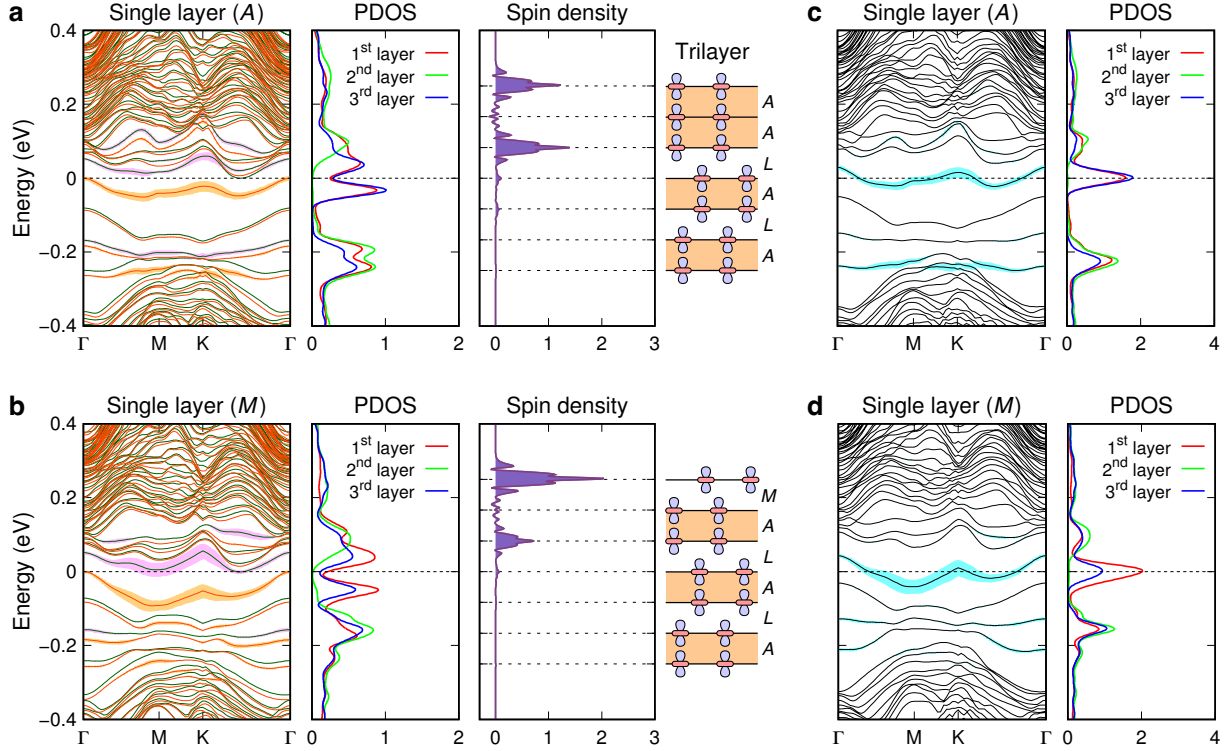 a Single layer (A) PDOS Spin density c Single layer (A) PDOS
0.4
0.2
0
−0.2
−0.4
Energy (eV)
Γ M K Γ
1st layer
2nd layer
3rd layer
0 1 2
0 1 2 3
Trilayer
A
A
L
A
L
A
Γ M K Γ
1st layer
2nd layer
3rd layer
0 2 4
b Single layer (M) PDOS Spin density d Single layer (M) PDOS
0.4
0.2
0
−0.2
−0.4
Energy (eV)
Γ M K Γ
1st layer
2nd layer
3rd layer
0 1 2
0 1 2 3
M
A
L
A
L
A
Γ M K Γ
1st layer
2nd layer
3rd layer
0 2 4